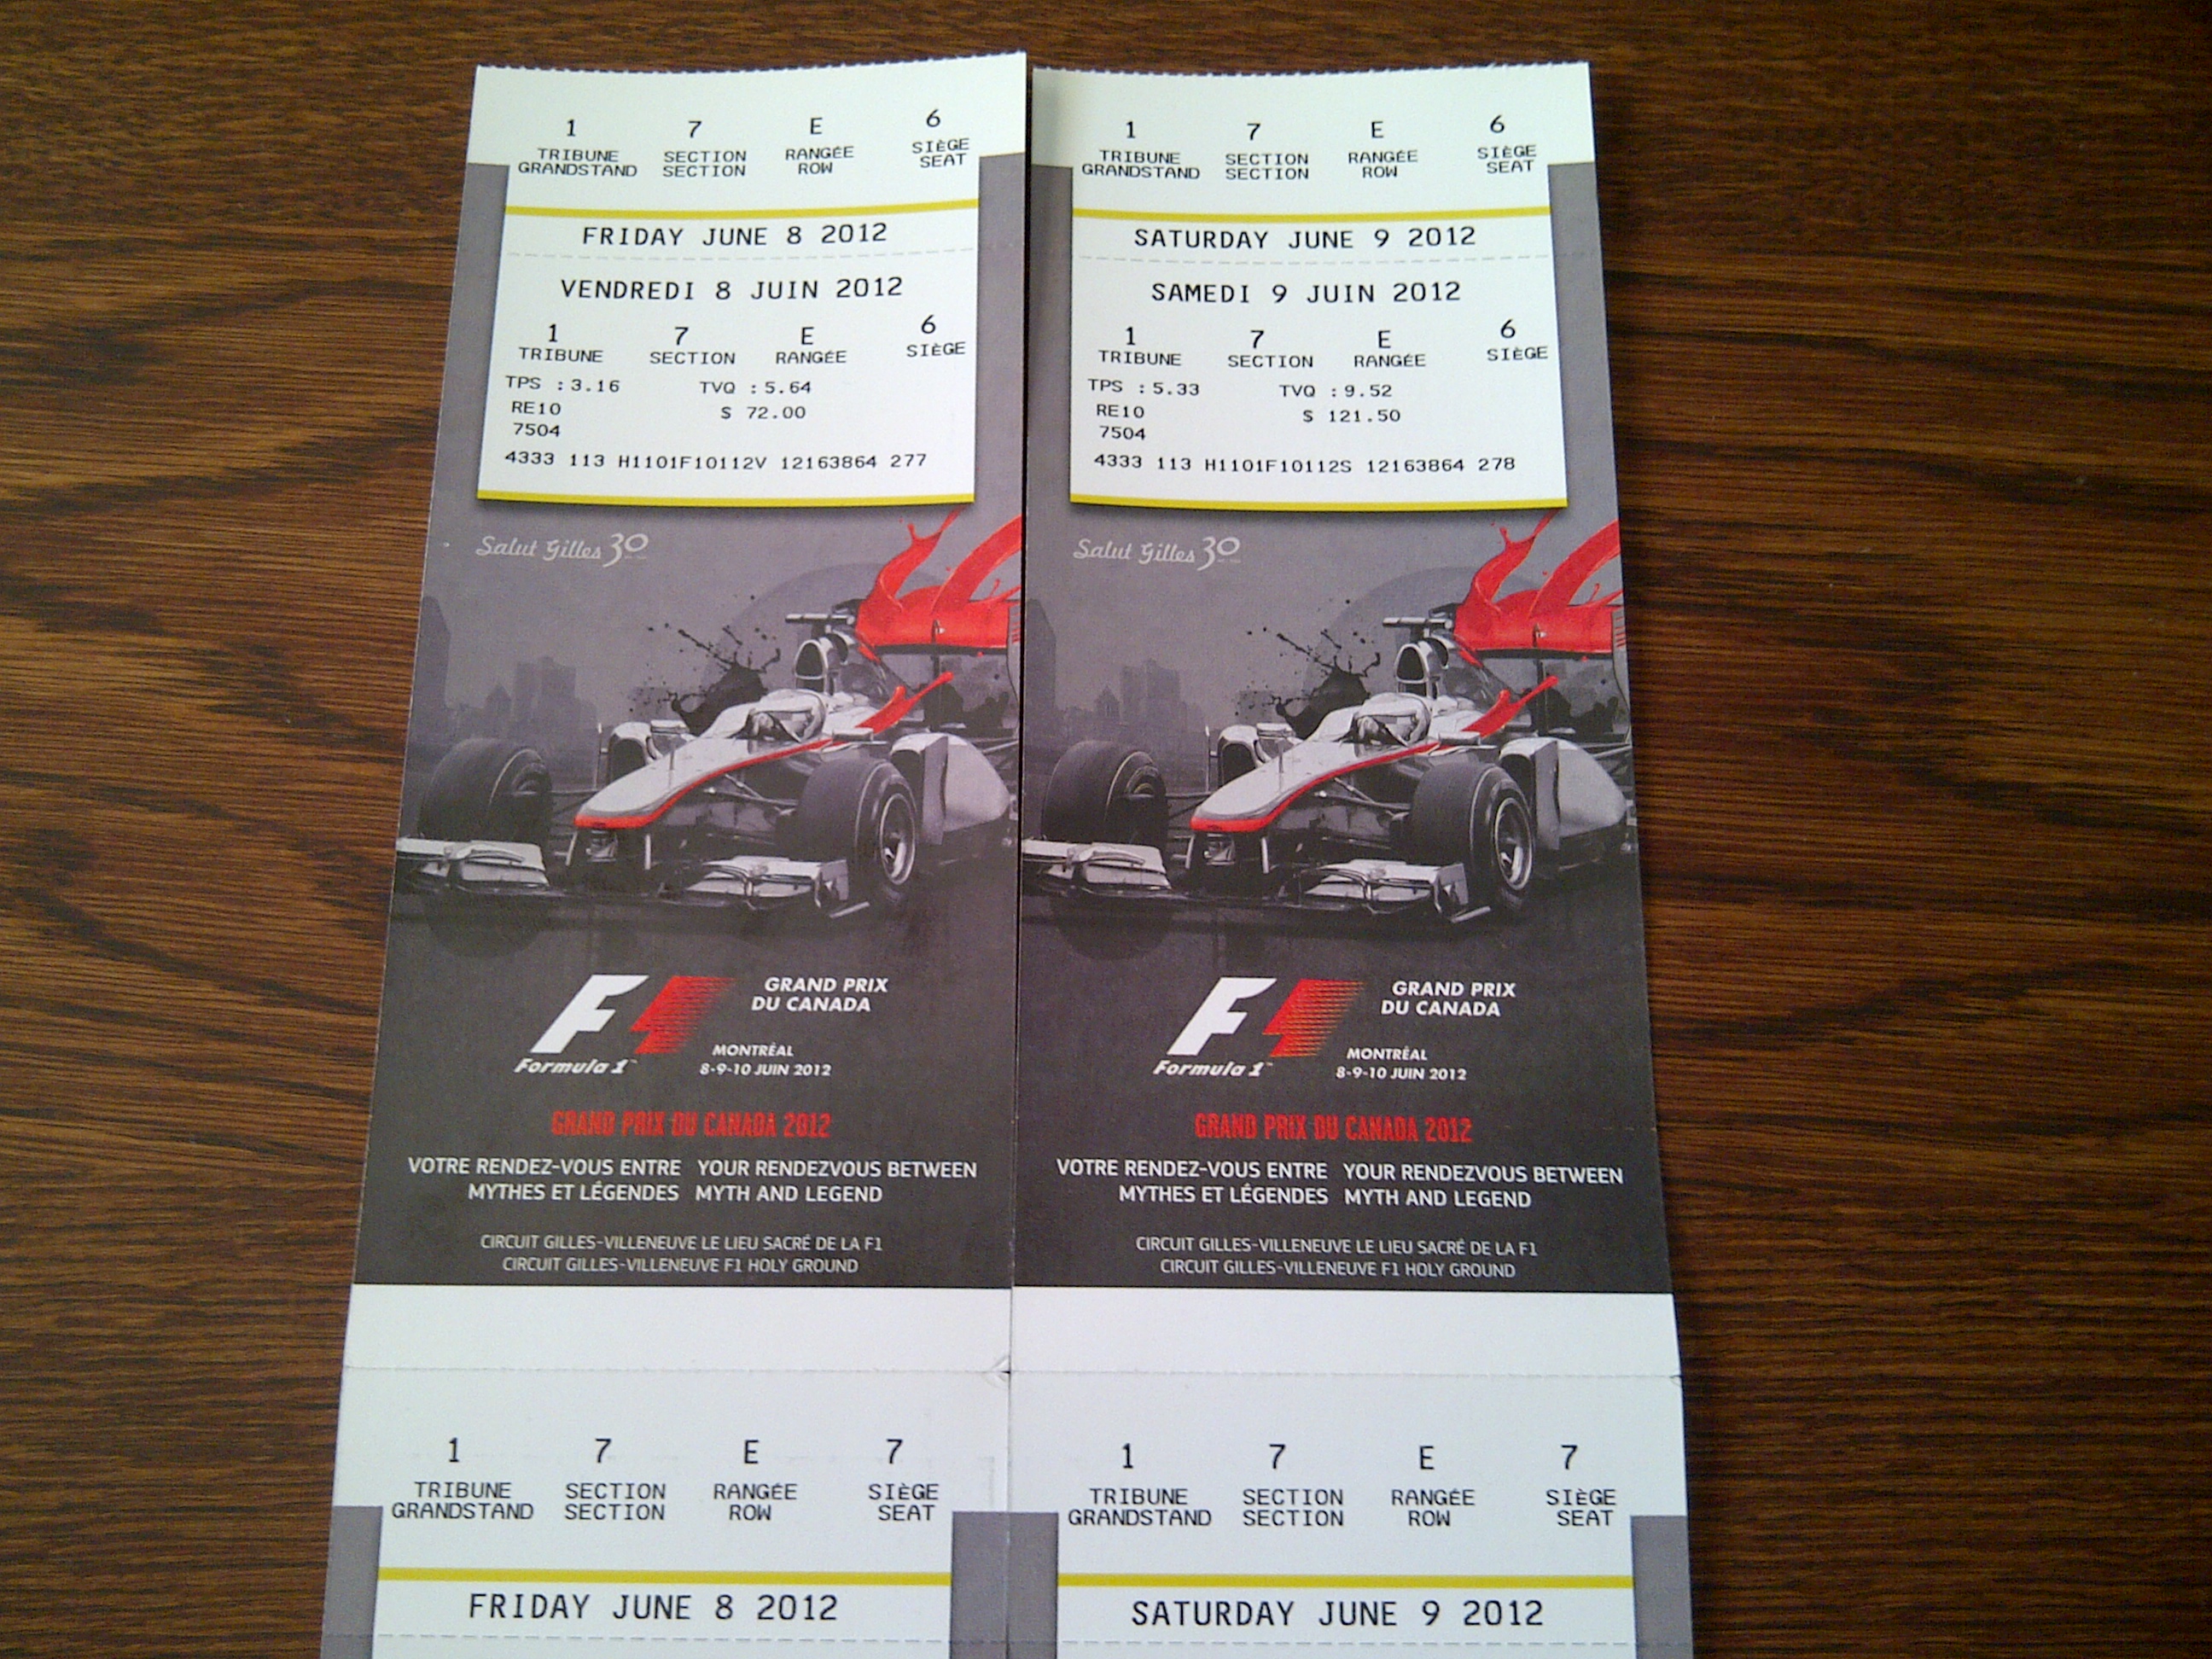 1 7 E 6
TRIBUNE SECTION RANGÉE SIÈGE
GRANDSTAND SECTION ROW SEAT
FRIDAY JUNE 8 2012
VENDREDI 8 JUIN 2012
1 7 E 6
TRIBUNE SECTION RANGÉE SIÈGE
TPS :3.16 TVQ :5.64
RE10 $ 72.00
7504
4333 113 H1101F10112V 12163864 277
Salut Gilles 30
F1 GRAND PRIX
DU CANADA
Formula 1™ MONTRÉAL
8-9-10 JUIN 2012
GRAND PRIX DU CANADA 2012
VOTRE RENDEZ-VOUS ENTRE YOUR RENDEZVOUS BETWEEN
MYTHES ET LÉGENDES MYTH AND LEGEND
CIRCUIT GILLES-VILLENEUVE LE LIEU SACRÉ DE LA F1
CIRCUIT GILLES-VILLENEUVE F1 HOLY GROUND
1 7 E 6
TRIBUNE SECTION RANGÉE SIÈGE
GRANDSTAND SECTION ROW SEAT
SATURDAY JUNE 9 2012
SAMEDI 9 JUIN 2012
1 7 E 6
TRIBUNE SECTION RANGÉE SIÈGE
TPS :5.33 TVQ :9.52
RE10 $ 121.50
7504
4333 113 H1101F10112S 12163864 278
Salut Gilles 30
F1 GRAND PRIX
DU CANADA
Formula 1™ MONTRÉAL
8-9-10 JUIN 2012
GRAND PRIX DU CANADA 2012
VOTRE RENDEZ-VOUS ENTRE YOUR RENDEZVOUS BETWEEN
MYTHES ET LÉGENDES MYTH AND LEGEND
CIRCUIT GILLES-VILLENEUVE LE LIEU SACRÉ DE LA F1
CIRCUIT GILLES-VILLENEUVE F1 HOLY GROUND
1 7 E 7
TRIBUNE SECTION RANGÉE SIÈGE
GRANDSTAND SECTION ROW SEAT
FRIDAY JUNE 8 2012
1 7 E 7
TRIBUNE SECTION RANGÉE SIÈGE
GRANDSTAND SECTION ROW SEAT
SATURDAY JUNE 9 2012